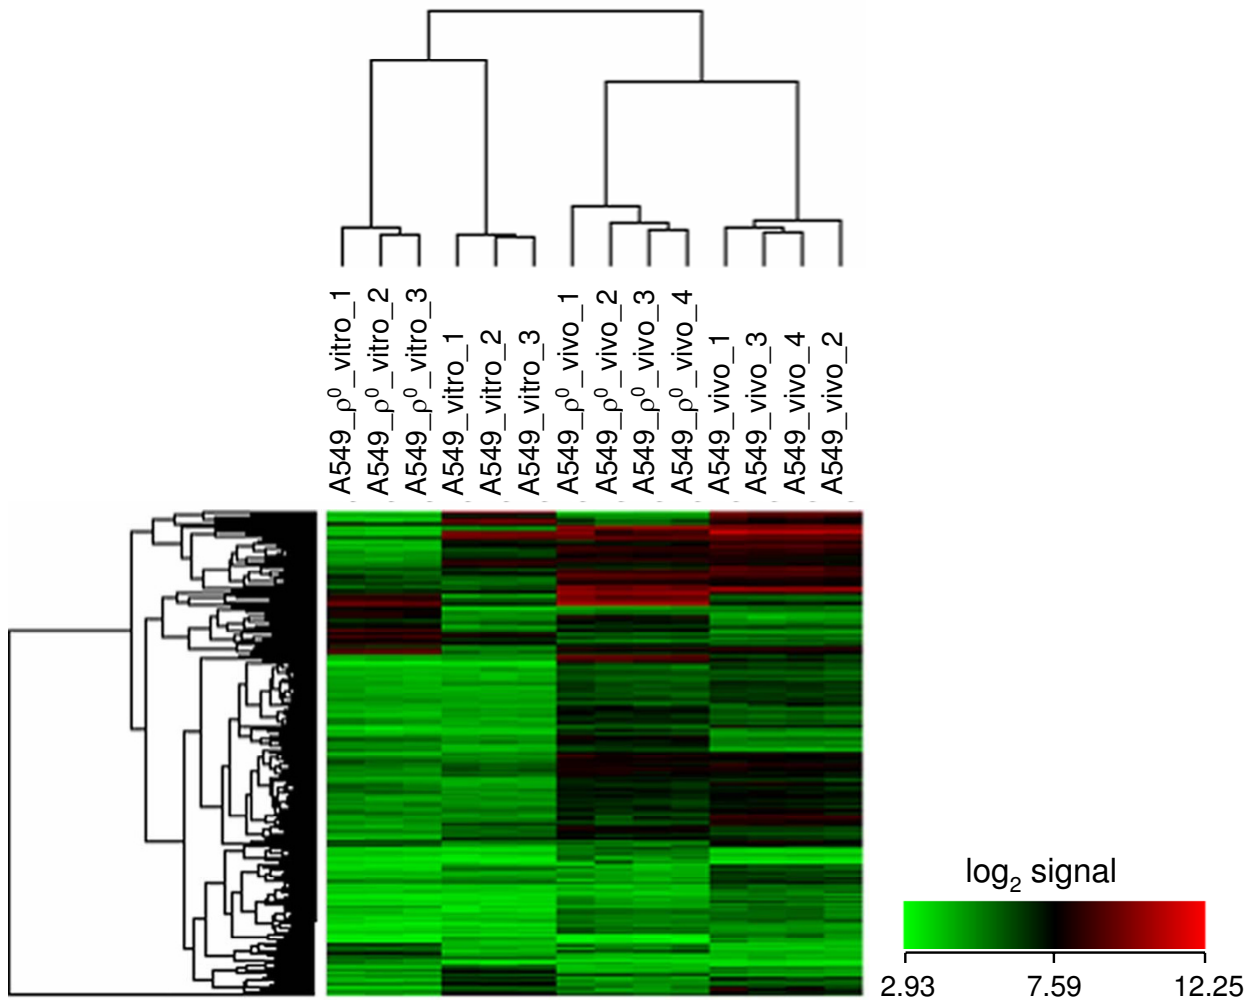 A549_ρ⁰_vitro_1
A549_ρ⁰_vitro_2
A549_ρ⁰_vitro_3
A549_vitro_1
A549_vitro_2
A549_vitro_3
A549_ρ⁰_vivo_1
A549_ρ⁰_vivo_2
A549_ρ⁰_vivo_3
A549_ρ⁰_vivo_4
A549_vivo_1
A549_vivo_3
A549_vivo_4
A549_vivo_2
log₂ signal
2.93 7.59 12.25